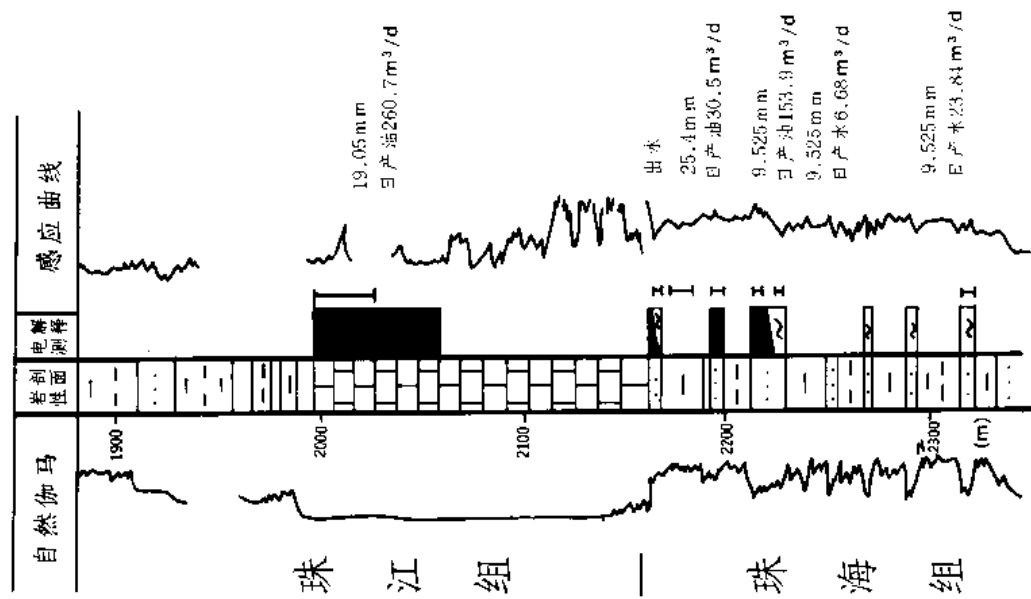 自然伽马
岩性剖面
电测解释
感应曲线
1900
2000
2100
2200
2300
(m)
19.05mm
日产油260.7m³/d
出水
25.4mm
日产油30.5m³/d
9.525mm
日产油153.9m³/d
9.525mm
日产水6.68m³/d
9.525mm
日产水23.84m³/d
珠江组
珠海组